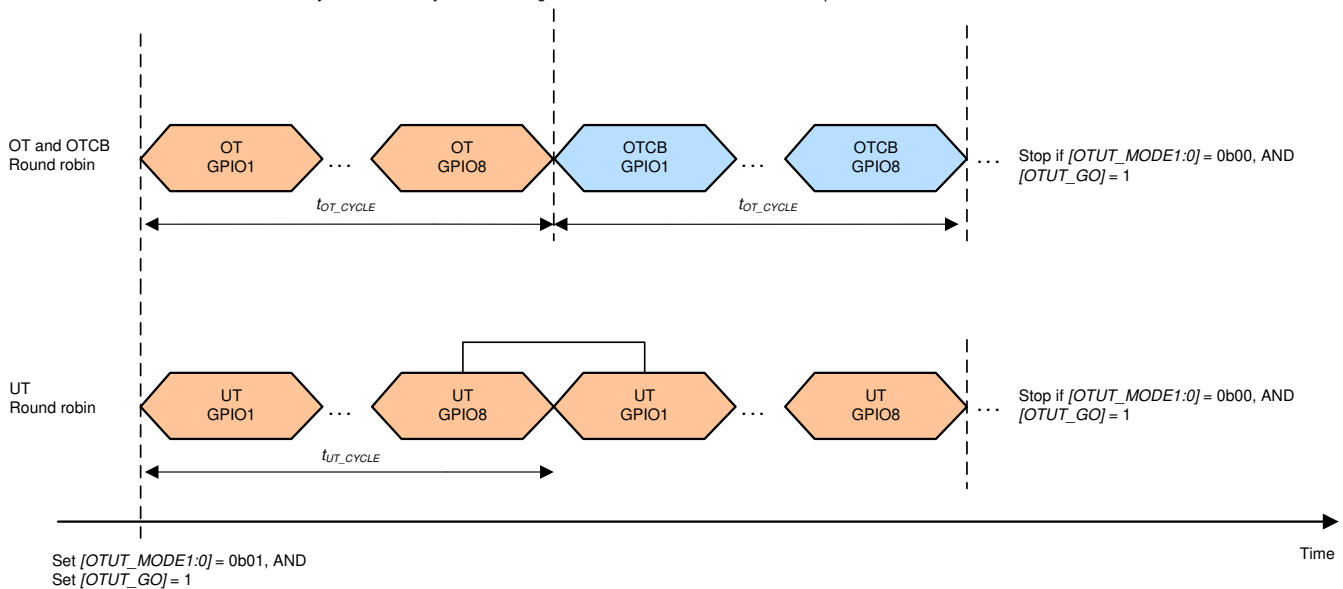 OT and OTCB
Round robin
OT
GPIO1
...
OT
GPIO8
OTCB
GPIO1
...
OTCB
GPIO8
...
Stop if [OTUT_MODE1:0] = 0b00, AND
[OTUT_GO] = 1
tOT_CYCLE
tOT_CYCLE
UT
Round robin
UT
GPIO1
...
UT
GPIO8
UT
GPIO1
...
UT
GPIO8
...
Stop if [OTUT_MODE1:0] = 0b00, AND
[OTUT_GO] = 1
tUT_CYCLE
Time
Set [OTUT_MODE1:0] = 0b01, AND
Set [OTUT_GO] = 1